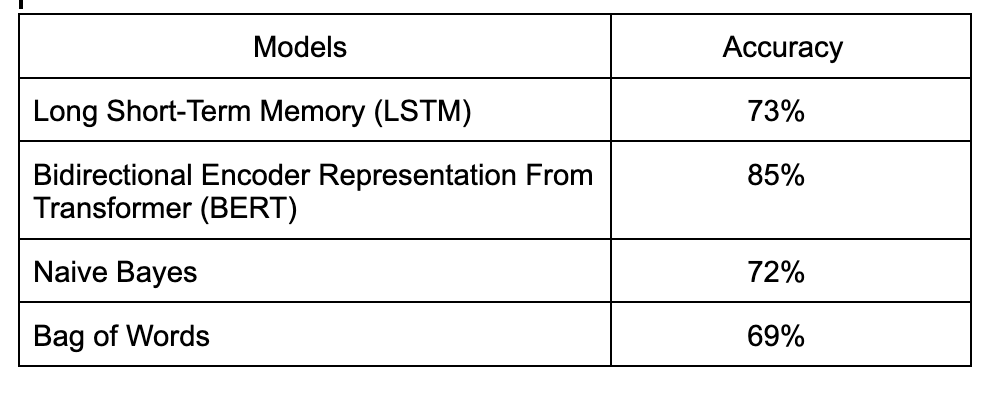 Models Accuracy
Long Short-Term Memory (LSTM) 73%
Bidirectional Encoder Representation From 85%
Transformer (BERT)
Naive Bayes 72%
Bag of Words 69%